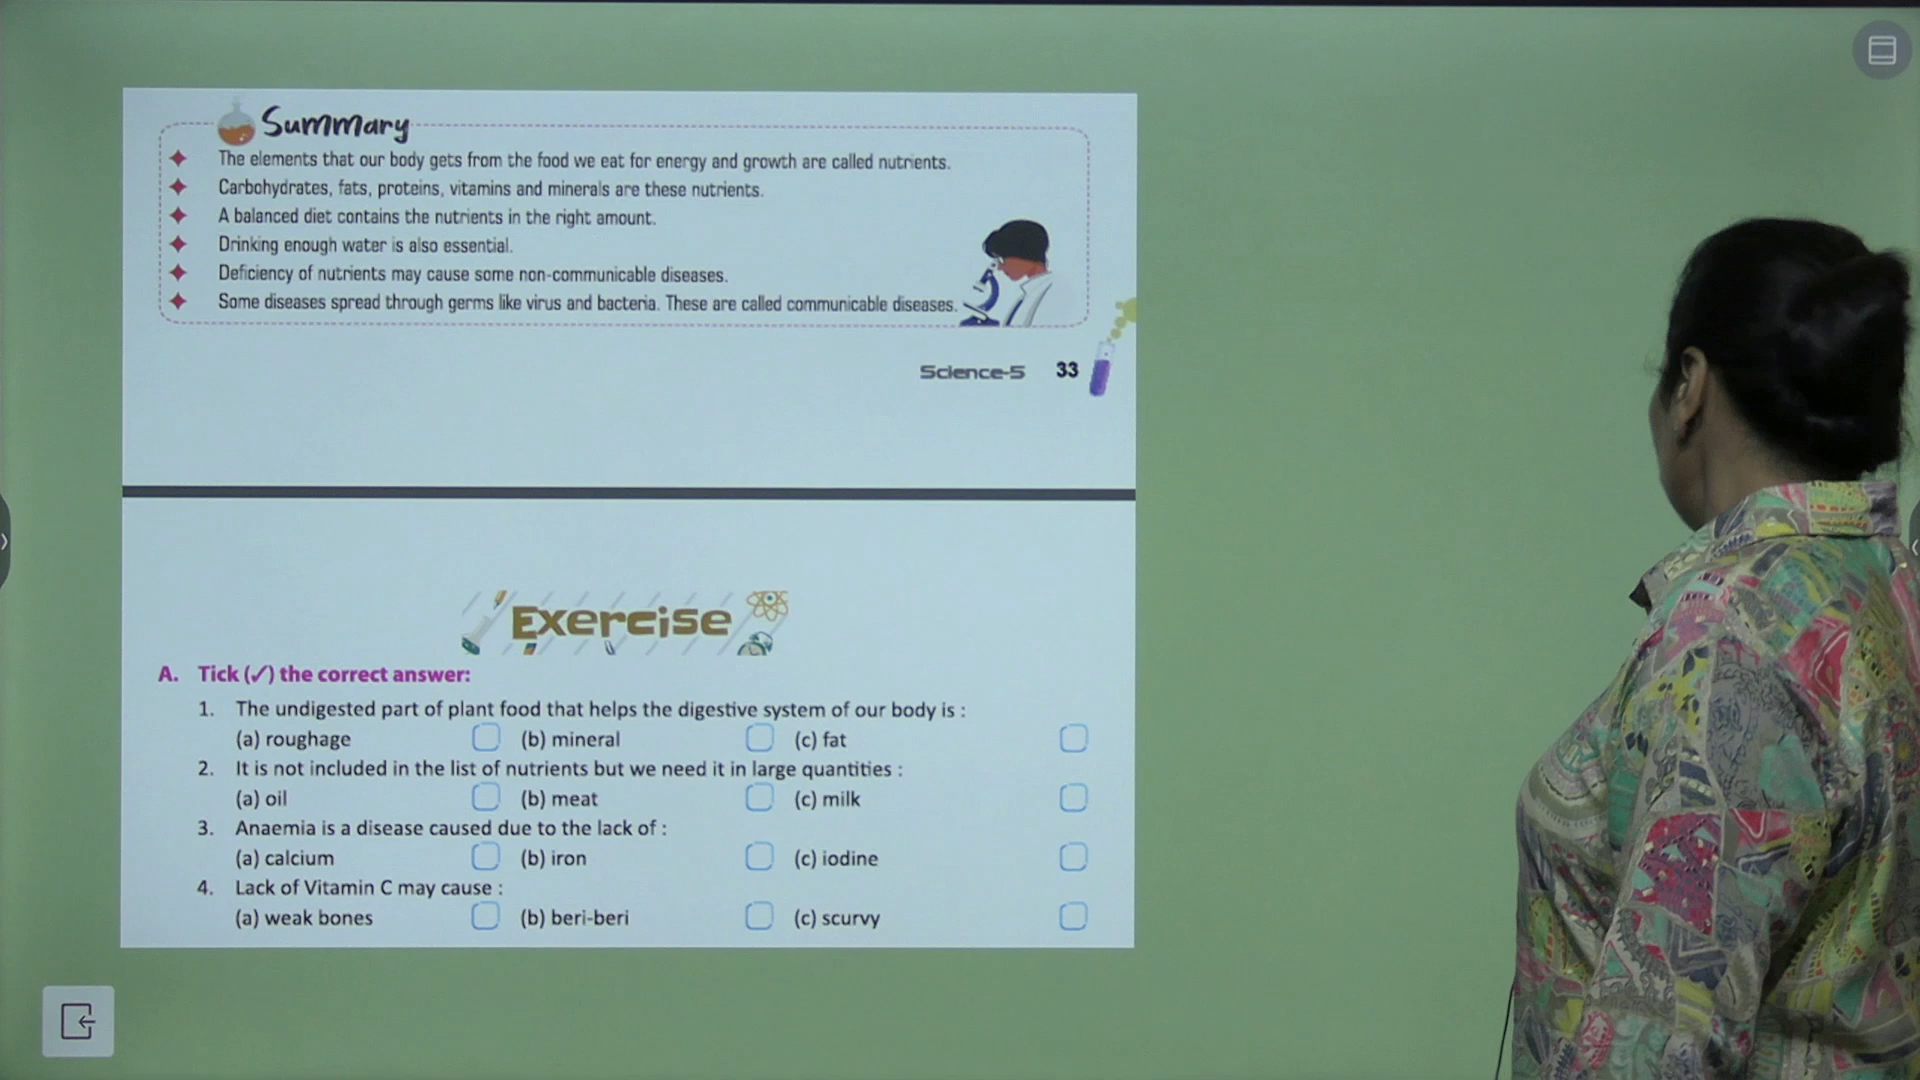 Summary
The elements that our body gets from the food we eat for energy and growth are called nutrients.
Carbohydrates, fats, proteins, vitamins and minerals are these nutrients.
A balanced diet contains the nutrients in the right amount.
Drinking enough water is also essential.
Deficiency of nutrients may cause some non-communicable diseases.
Some diseases spread through germs like virus and bacteria. These are called communicable diseases.
Science-5 33
Exercise
A. Tick (✓) the correct answer:
1. The undigested part of plant food that helps the digestive system of our body is :
(a) roughage (b) mineral (c) fat
2. It is not included in the list of nutrients but we need it in large quantities :
(a) oil (b) meat (c) milk
3. Anaemia is a disease caused due to the lack of :
(a) calcium (b) iron (c) iodine
4. Lack of Vitamin C may cause :
(a) weak bones (b) beri-beri (c) scurvy